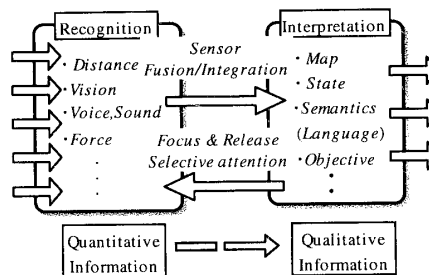 Recognition
Interpretation
Sensor
Fusion/Integration
· Distance
· Vision
· Voice,Sound
· Force
· Map
· State
· Semantics
(Language)
· Objective
Focus & Release
Selective attention
Quantitative
Information
Qualitative
Information